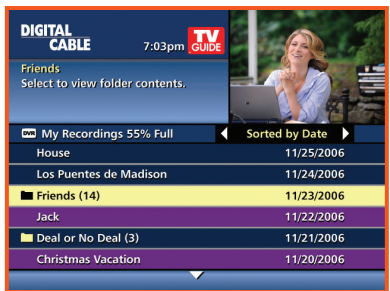 DIGITAL
CABLE
7:03pm
TV
GUIDE
Friends
Select to view folder contents.
DVR My Recordings 55% Full
Sorted by Date
House 11/25/2006
Los Puentes de Madison 11/24/2006
Friends (14) 11/23/2006
Jack 11/22/2006
Deal or No Deal (3) 11/21/2006
Christmas Vacation 11/20/2006